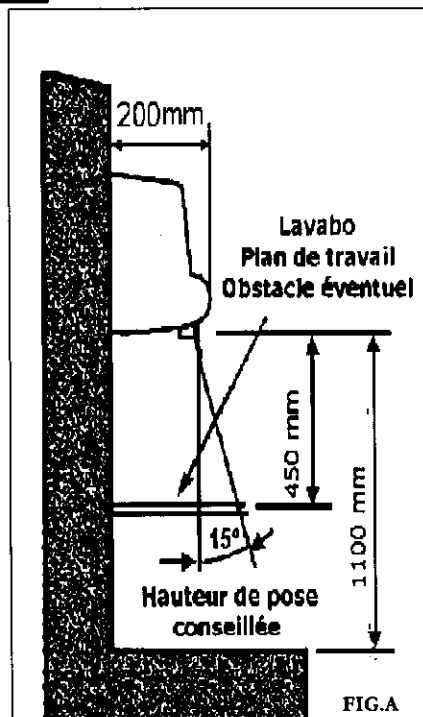 200mm
Lavabo
Plan de travail
Obstacle éventuel
450 mm
1100 mm
15°
Hauteur de pose
conseillée
FIG.A